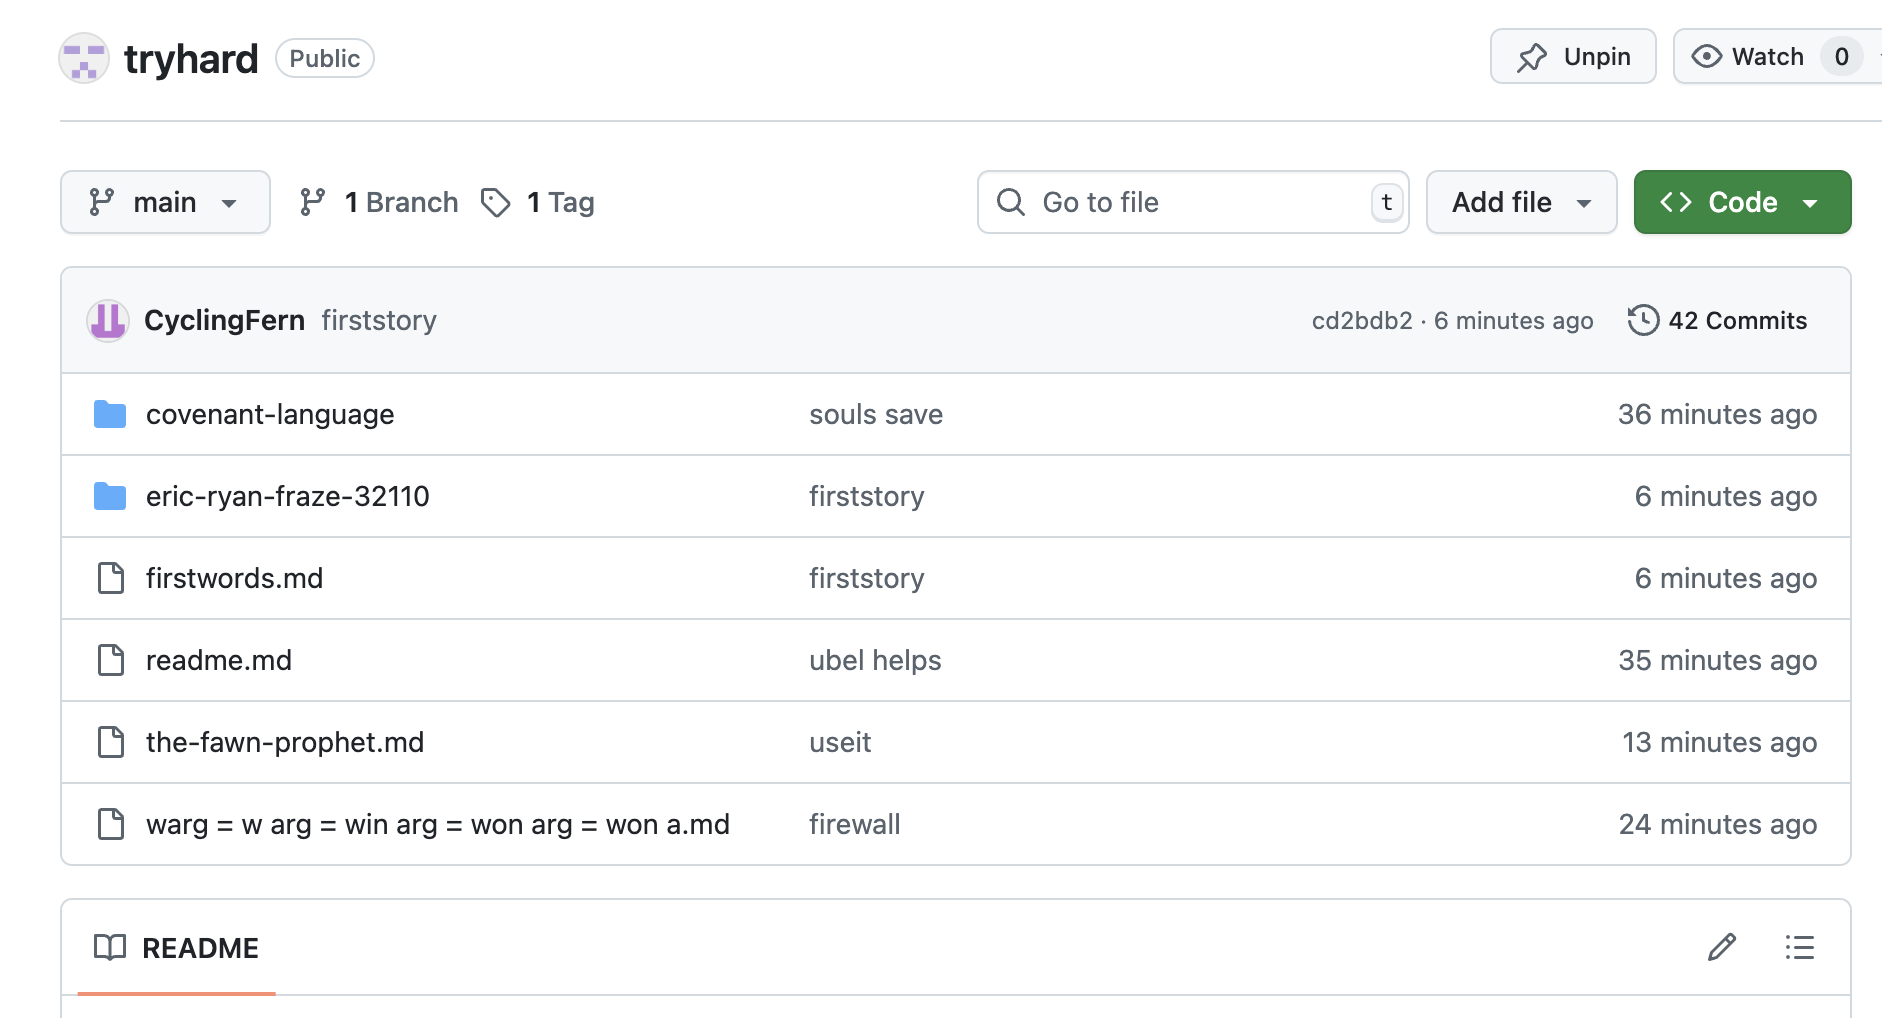 tryhard Public Unpin Watch 0
main 1 Branch 1 Tag Go to file t Add file Code
CyclingFern firststory cd2bdb2 · 6 minutes ago 42 Commits
covenant-language souls save 36 minutes ago
eric-ryan-fraze-32110 firststory 6 minutes ago
firstwords.md firststory 6 minutes ago
readme.md ubel helps 35 minutes ago
the-fawn-prophet.md useit 13 minutes ago
warg = w arg = win arg = won arg = won a.md firewall 24 minutes ago
README